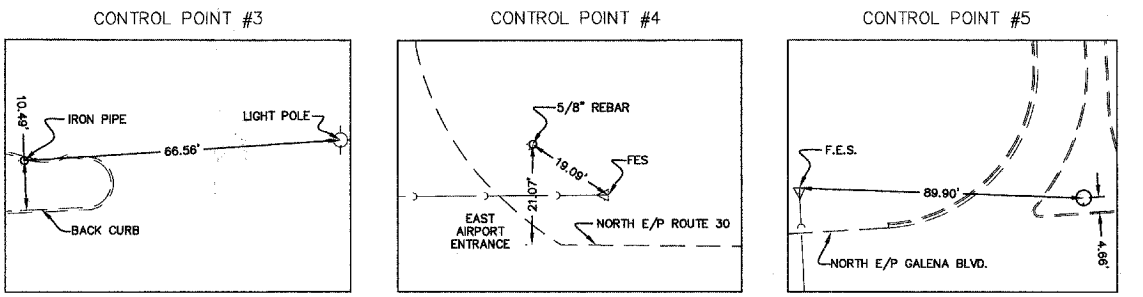 CONTROL POINT #3
10.49'
IRON PIPE
LIGHT POLE
66.56'
BACK CURB
CONTROL POINT #4
5/8" REBAR
19.09'
FES
21.07'
EAST
AIRPORT
ENTRANCE
NORTH E/P ROUTE 30
CONTROL POINT #5
F.E.S.
89.90'
4.66'
NORTH E/P GALENA BLVD.